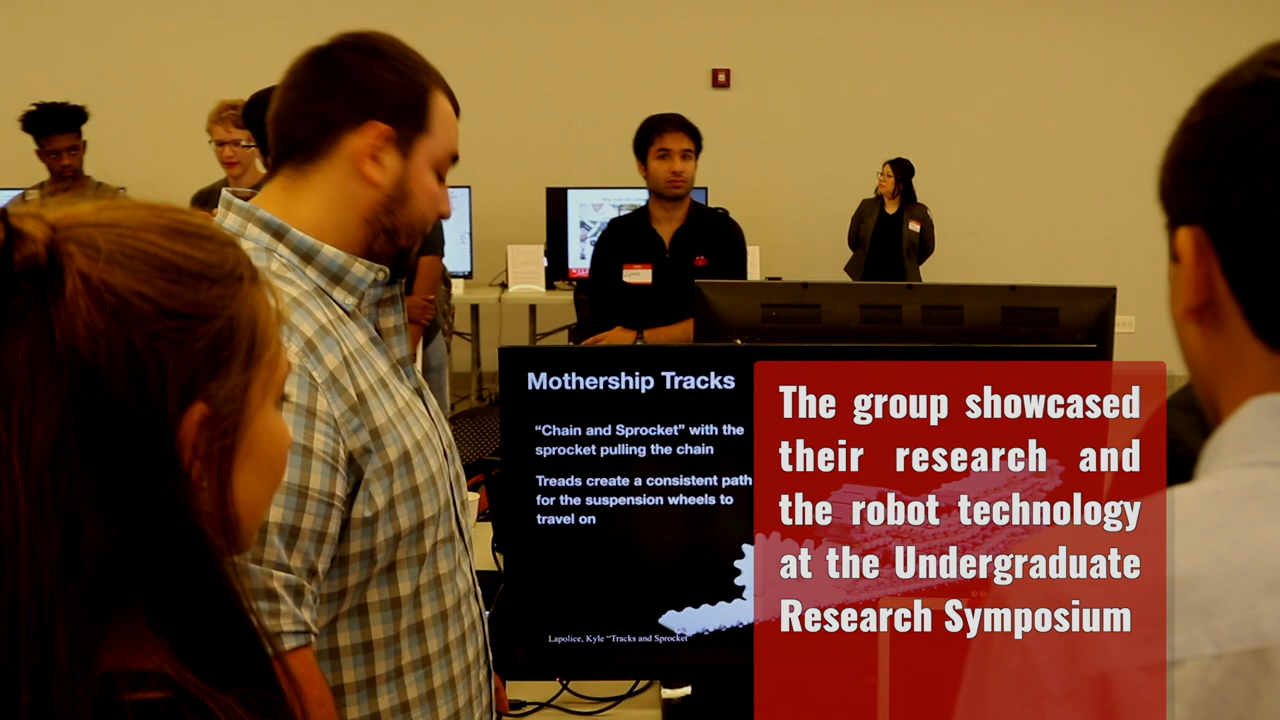 Mothership Tracks
“Chain and Sprocket” with the
sprocket pulling the chain
Treads create a consistent path
for the suspension wheels to
travel on
Lapolice, Kyle “Tracks and Sprocket”
The group showcased
their research and
the robot technology
at the Undergraduate
Research Symposium